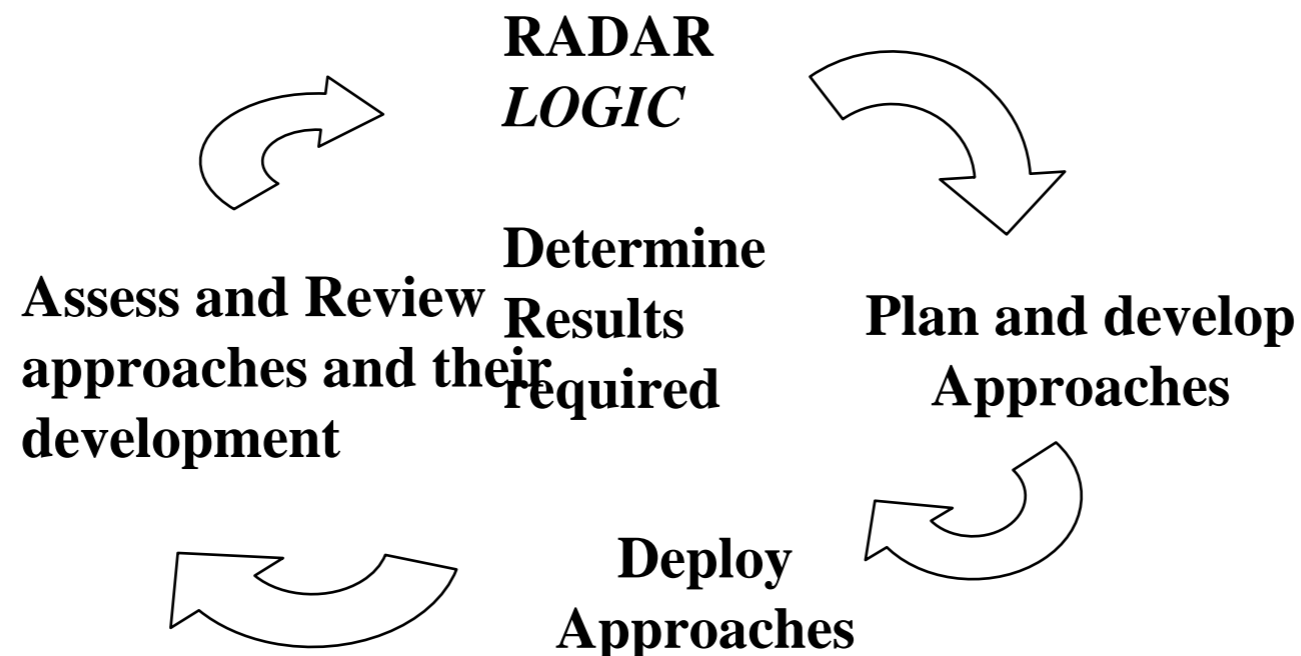 RADAR
LOGIC
Determine
Results
required
Plan and develop
Approaches
Deploy
Approaches
Assess and Review
approaches and their
development